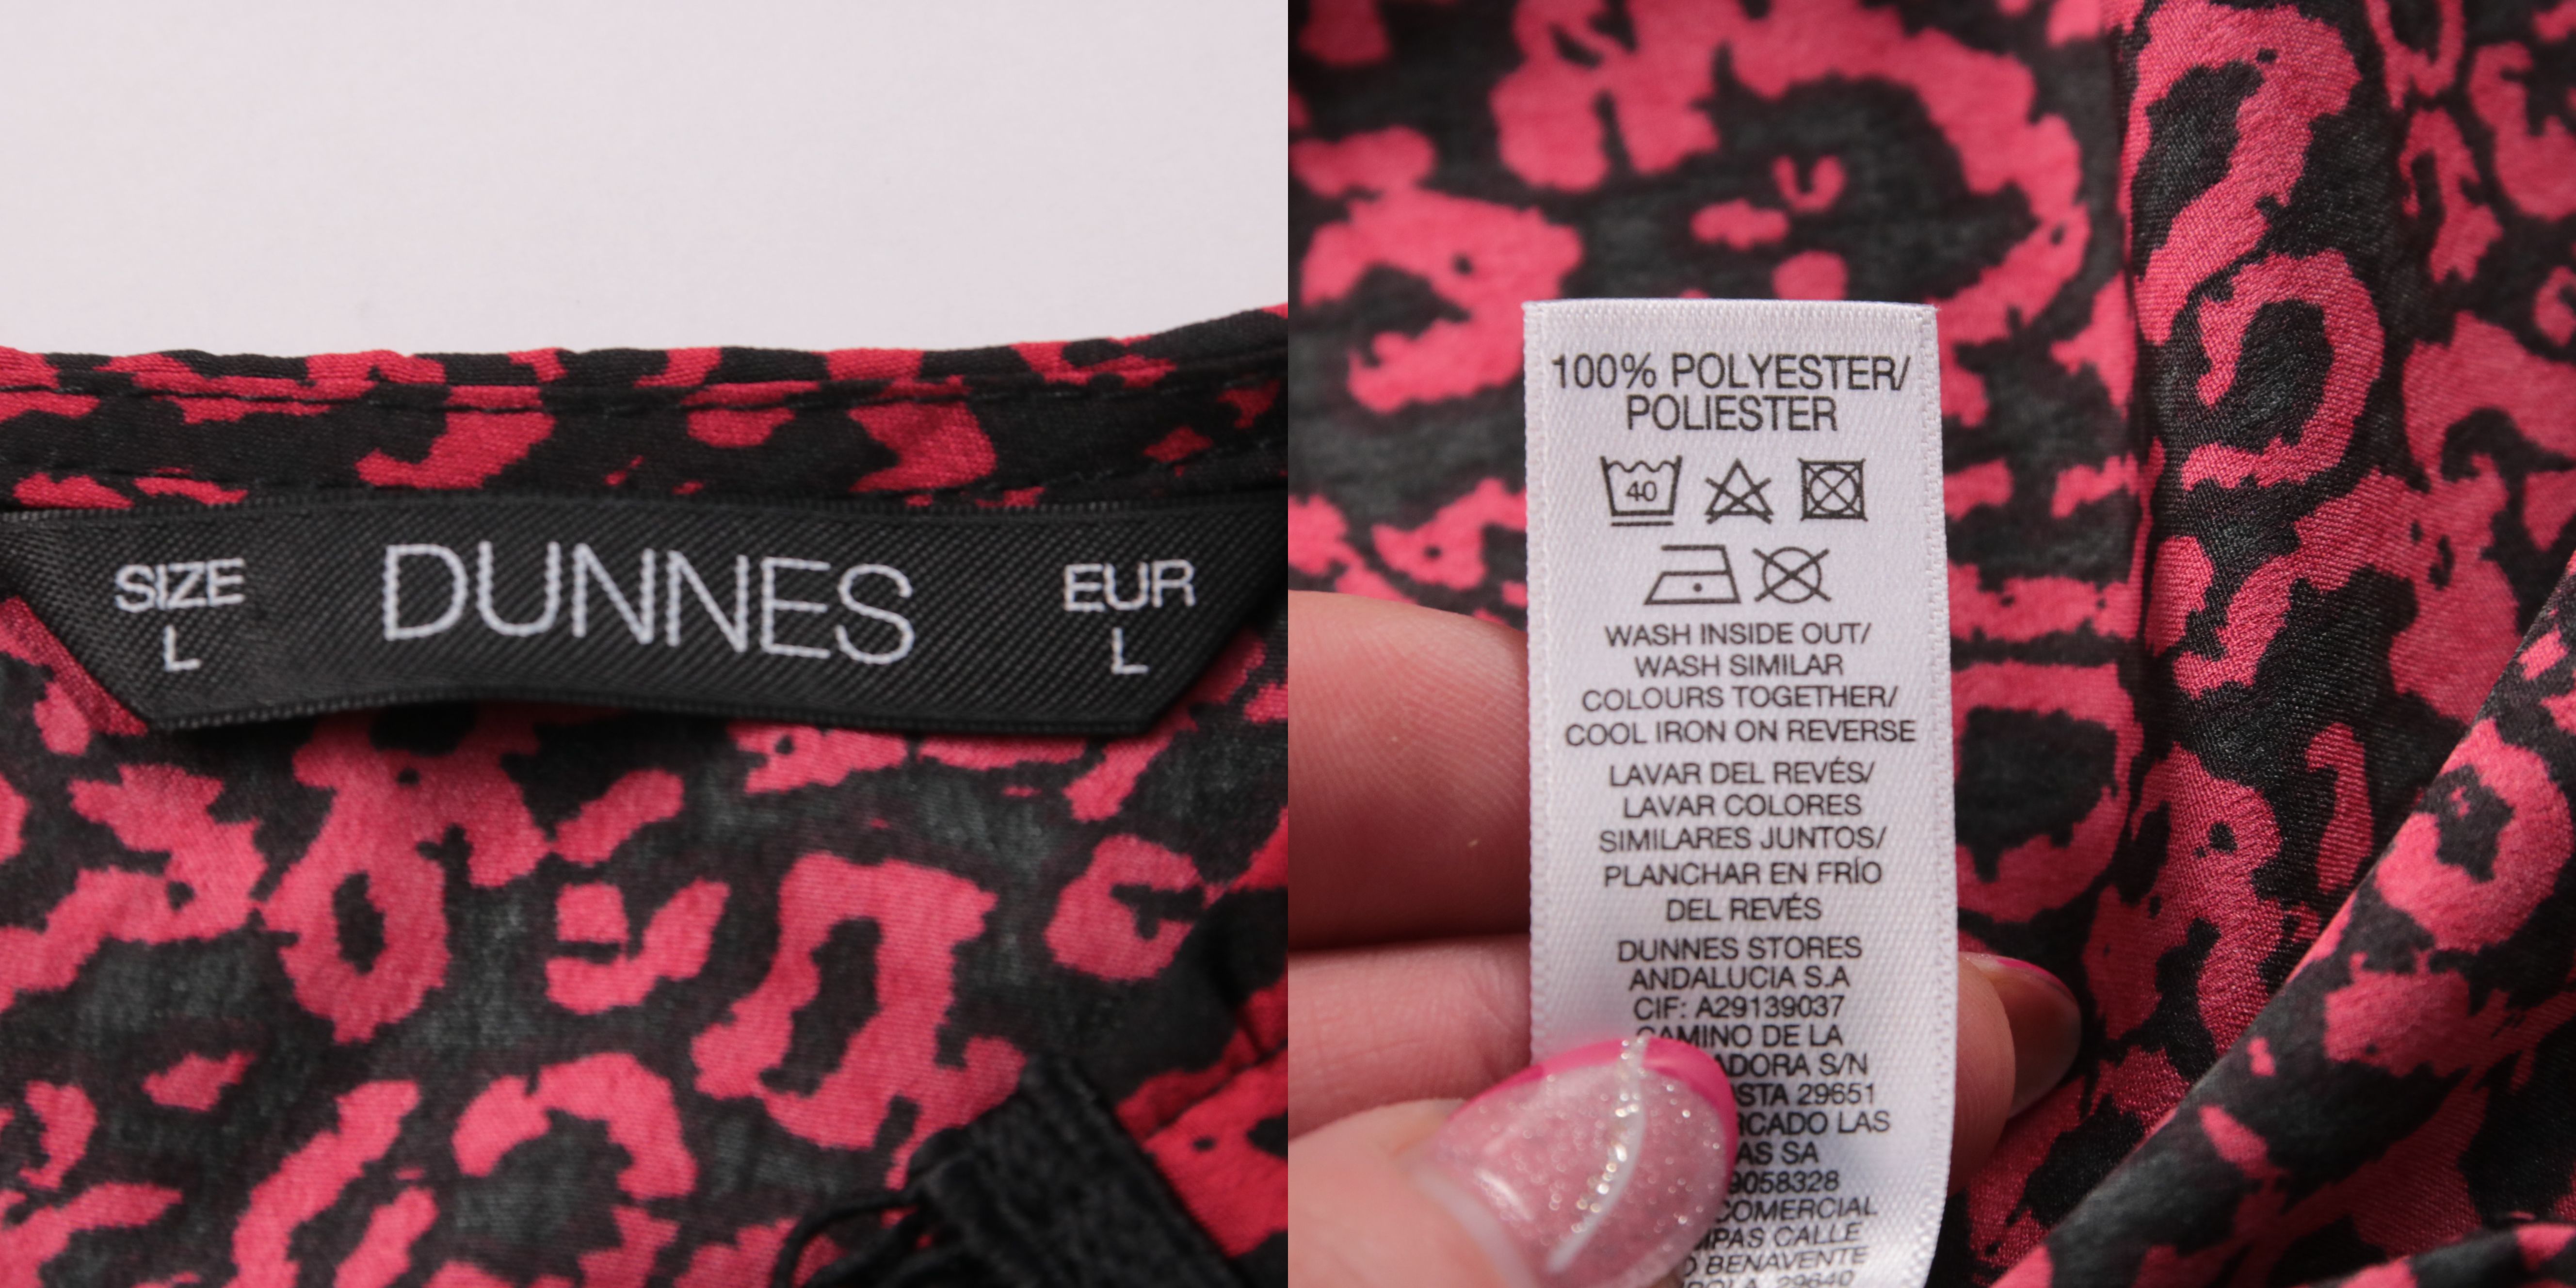 SIZE
L
DUNNES
EUR
L
100% POLYESTER/
POLIESTER
40
WASH INSIDE OUT/
WASH SIMILAR
COLOURS TOGETHER/
COOL IRON ON REVERSE
LAVAR DEL REVÉS/
LAVAR COLORES
SIMILARES JUNTOS/
PLANCHAR EN FRÍO
DEL REVÉS
DUNNES STORES
ANDALUCIA S.A
CIF: A29139037
CAMINO DE LA
ADORA S/N
STA 29651
RCADO LAS
AS SA
9058328
COMERCIAL
PAS CALLE
BENAVENTE
29640